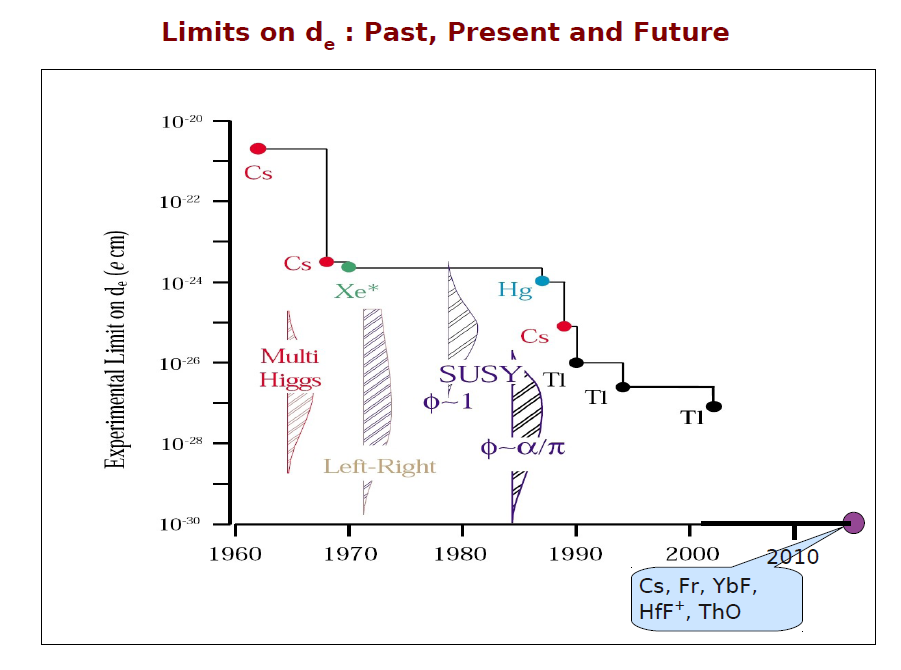 Limits on dₑ : Past, Present and Future
Experimental Limit on dₑ (e cm)
10⁻²⁰
10⁻²²
10⁻²⁴
10⁻²⁶
10⁻²⁸
10⁻³⁰
Cs
Cs
Xe*
Hg
Cs
Tl
Tl
Tl
Multi
Higgs
Left-Right
SUSY
φ~1
φ~α/π
1960 1970 1980 1990 2000 2010
Cs, Fr, YbF,
HfF⁺, ThO